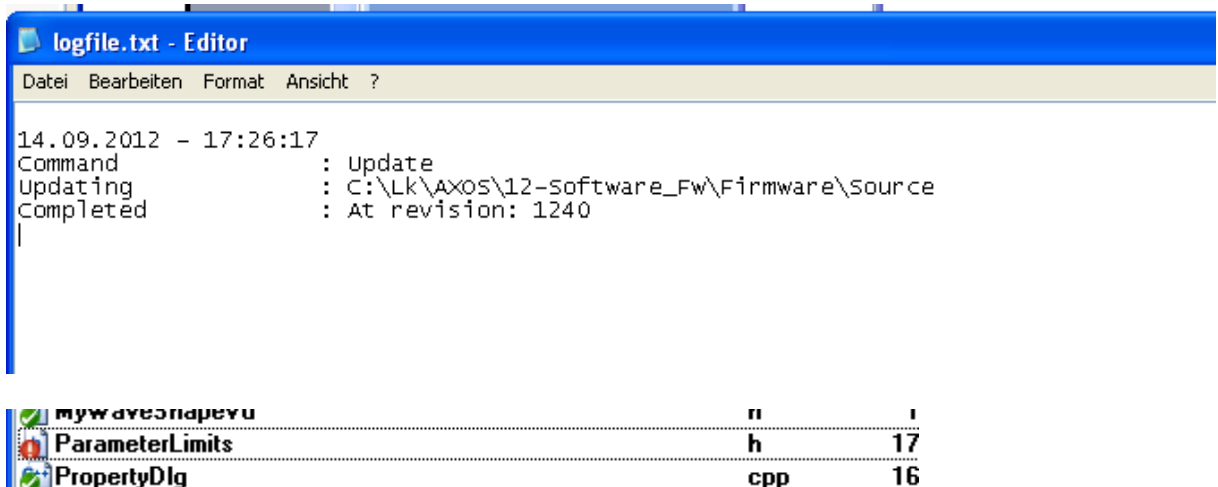 logfile.txt - Editor
Datei Bearbeiten Format Ansicht ?
14.09.2012 - 17:26:17
Command : Update
Updating : C:\Lk\AXOS\12-Software_Fw\Firmware\Source
Completed : At revision: 1240
h 1
ParameterLimits h 17
PropertyDlg cpp 16